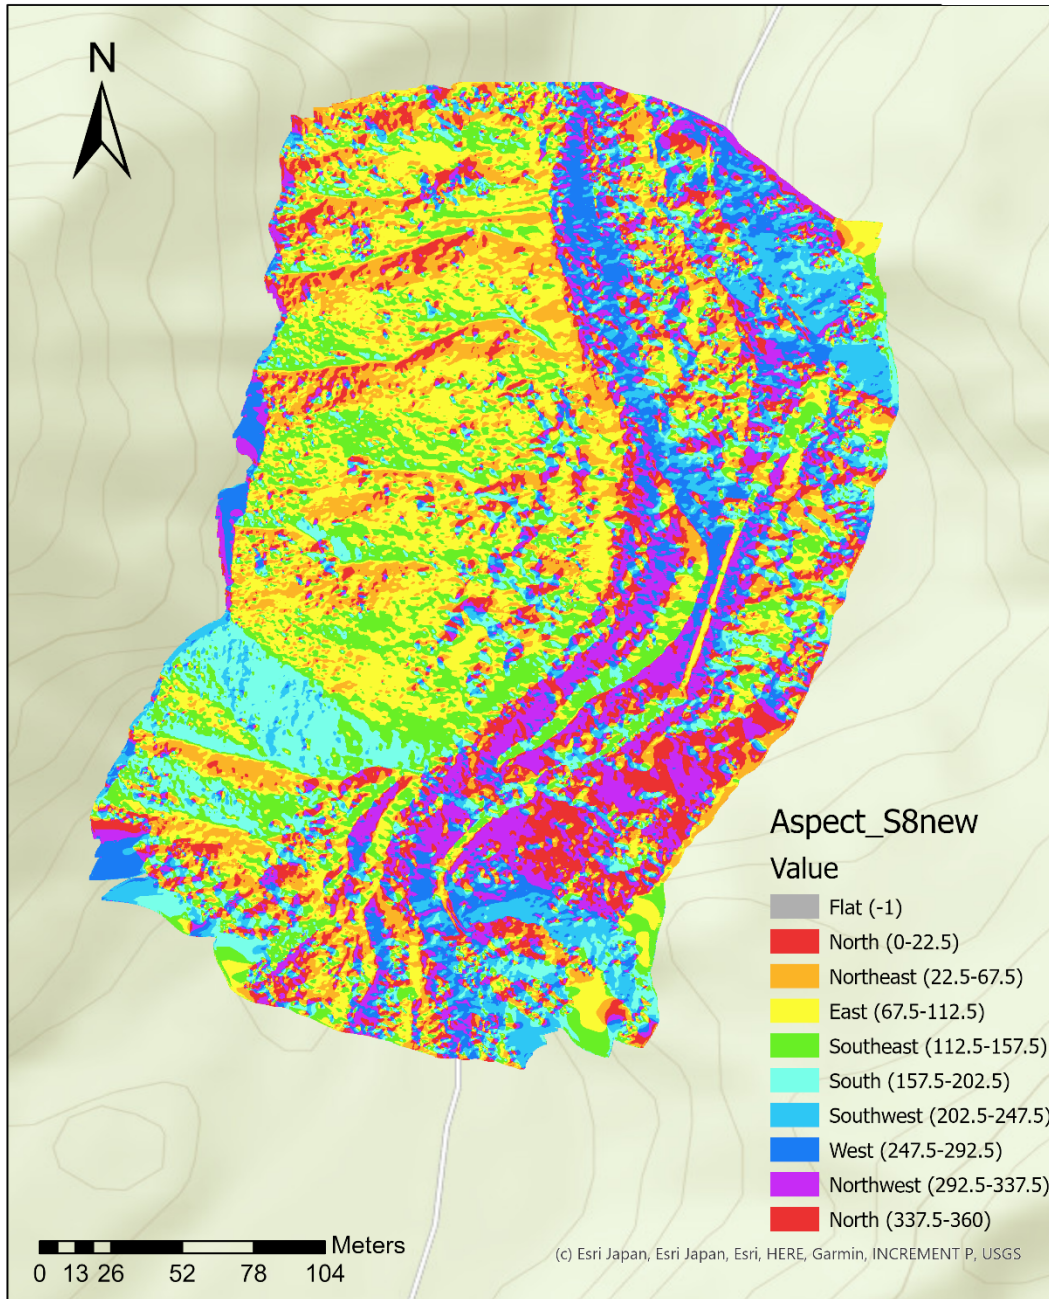 N
Aspect_S8new
Value
Flat (-1)
North (0-22.5)
Northeast (22.5-67.5)
East (67.5-112.5)
Southeast (112.5-157.5)
South (157.5-202.5)
Southwest (202.5-247.5)
West (247.5-292.5)
Northwest (292.5-337.5)
North (337.5-360)
Meters
0 13 26 52 78 104
(c) Esri Japan, Esri Japan, Esri, HERE, Garmin, INCREMENT P, USGS